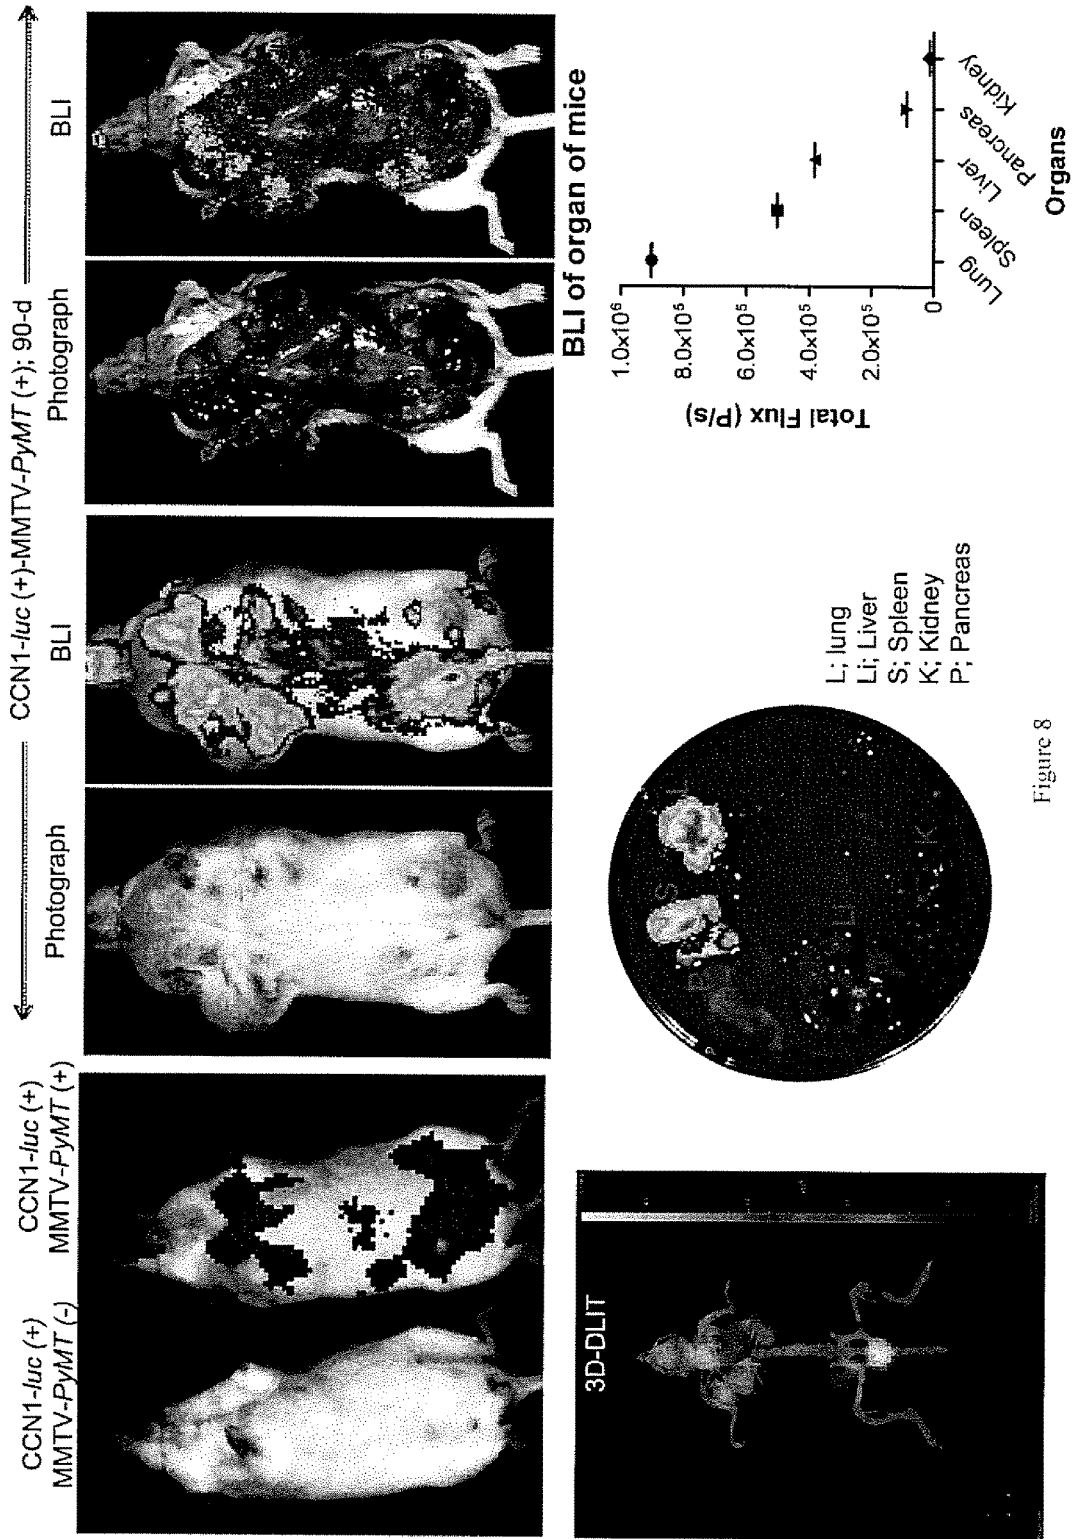 CCN1-luc (+)
MMTV-PyMT (-)
CCN1-luc (+)
MMTV-PyMT (+)
CCN1-luc (+)-MMTV-PyMT (+); 90-d
Photograph
BLI
Photograph
BLI
3D-DLIT
S
Li
K
L; lung
Li; Liver
S; Spleen
K; Kidney
P; Pancreas
BLI of organ of mice
Total Flux (P/s)
1.0x10⁶
8.0x10⁵
6.0x10⁵
4.0x10⁵
2.0x10⁵
0
Lung
Spleen
Liver
Pancreas
Kidney
Organs
Figure 8